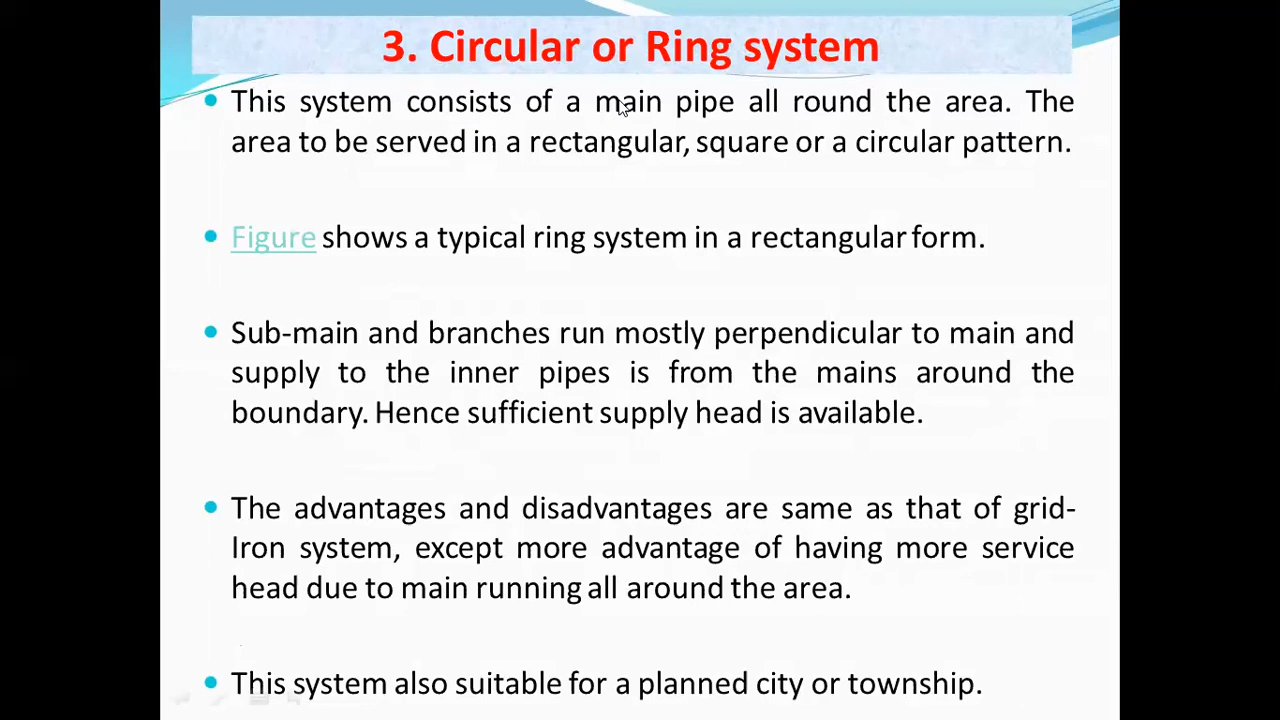 3. Circular or Ring system
This system consists of a main pipe all round the area. The
area to be served in a rectangular, square or a circular pattern.
Figure shows a typical ring system in a rectangular form.
Sub-main and branches run mostly perpendicular to main and
supply to the inner pipes is from the mains around the
boundary. Hence sufficient supply head is available.
The advantages and disadvantages are same as that of grid-
Iron system, except more advantage of having more service
head due to main running all around the area.
This system also suitable for a planned city or township.